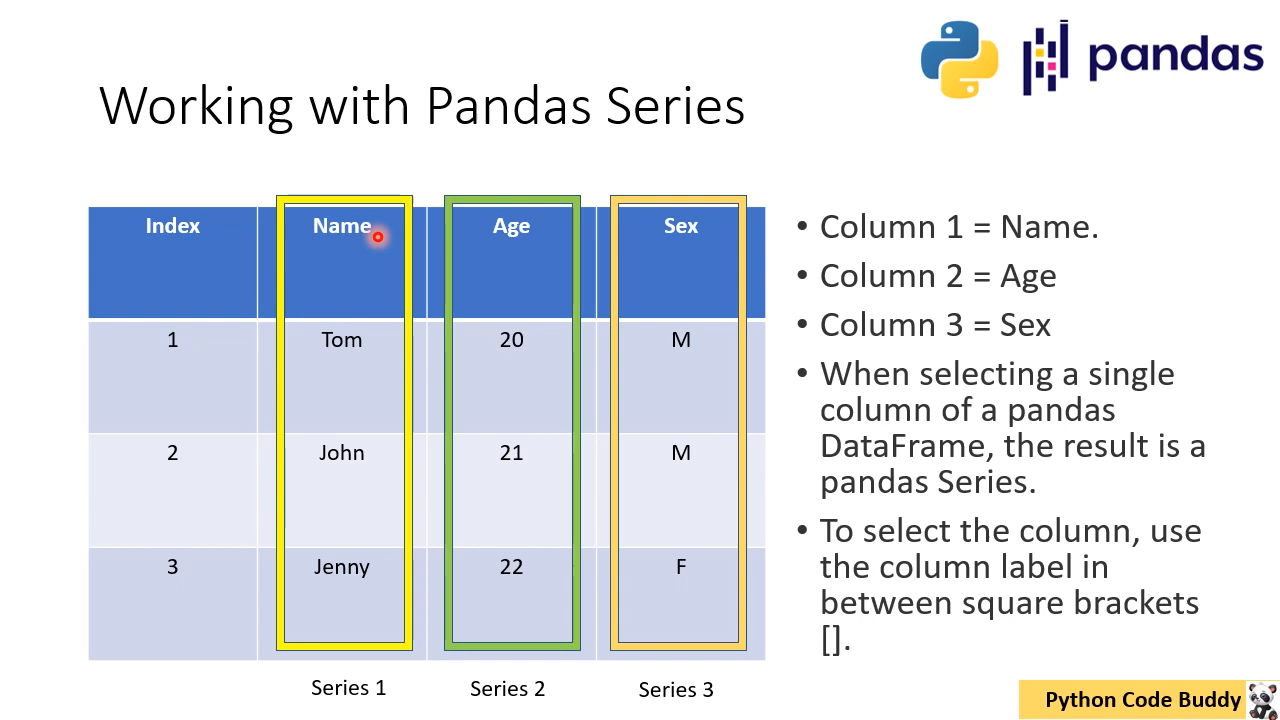 pandas
Working with Pandas Series
Index Name Age Sex
1 Tom 20 M
2 John 21 M
3 Jenny 22 F
Series 1 Series 2 Series 3
• Column 1 = Name.
• Column 2 = Age
• Column 3 = Sex
• When selecting a single
column of a pandas
DataFrame, the result is a
pandas Series.
• To select the column, use
the column label in
between square brackets
[].
Python Code Buddy